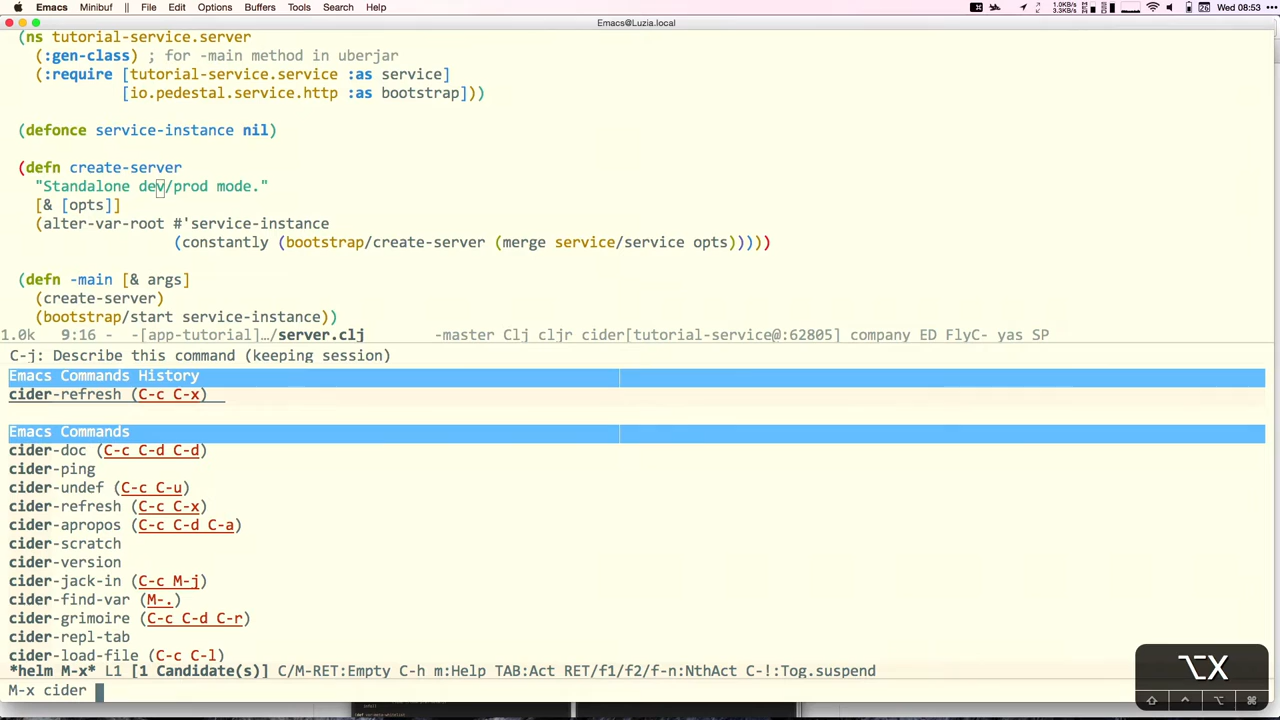 Emacs Minibuf File Edit Options Buffers Tools Search Help 1.0KB/s 3.3KB/s 26 Wed 08:53
Emacs@Luzia.local
(ns tutorial-service.server
(:gen-class) ; for -main method in uberjar
(:require [tutorial-service.service :as service]
[io.pedestal.service.http :as bootstrap]))
(defonce service-instance nil)
(defn create-server
"Standalone dev/prod mode."
[& [opts]]
(alter-var-root #'service-instance
(constantly (bootstrap/create-server (merge service/service opts)))))
(defn -main [& args]
(create-server)
(bootstrap/start service-instance))
1.0k 9:16 - -[app-tutorial]…/server.clj -master Clj cljr cider[tutorial-service@:62805] company ED FlyC- yas SP
C-j: Describe this command (keeping session)
Emacs Commands History
cider-refresh (C-c C-x)
Emacs Commands
cider-doc (C-c C-d C-d)
cider-ping
cider-undef (C-c C-u)
cider-refresh (C-c C-x)
cider-apropos (C-c C-d C-a)
cider-scratch
cider-version
cider-jack-in (C-c M-j)
cider-find-var (M-.)
cider-grimoire (C-c C-d C-r)
cider-repl-tab
cider-load-file (C-c C-l)
*helm M-x* L1 [1 Candidate(s)] C/M-RET:Empty C-h m:Help TAB:Act RET/f1/f2/f-n:NthAct C-!:Tog.suspend
M-x cider
⌥X
⇧ ⌃ ⌥ ⌘